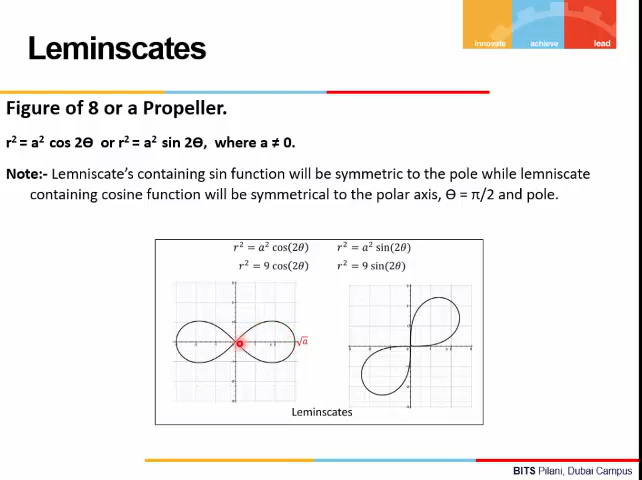 Leminscates
innovate achieve lead
Figure of 8 or a Propeller.
r² = a² cos 2Ɵ or r² = a² sin 2Ɵ, where a ≠ 0.
Note:- Lemniscate’s containing sin function will be symmetric to the pole while lemniscate
containing cosine function will be symmetrical to the polar axis, Ɵ = π/2 and pole.
r² = a² cos(2θ) r² = a² sin(2θ)
r² = 9 cos(2θ) r² = 9 sin(2θ)
√a
Leminscates
BITS Pilani, Dubai Campus